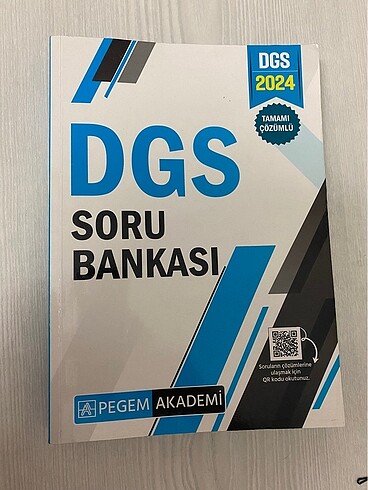 DGS
2024
TAMAMI
ÇÖZÜMLÜ
DGS
SORU
BANKASI
Soruların çözümlerine
ulaşmak için
QR kodu okutunuz.
PEGEM AKADEMİ